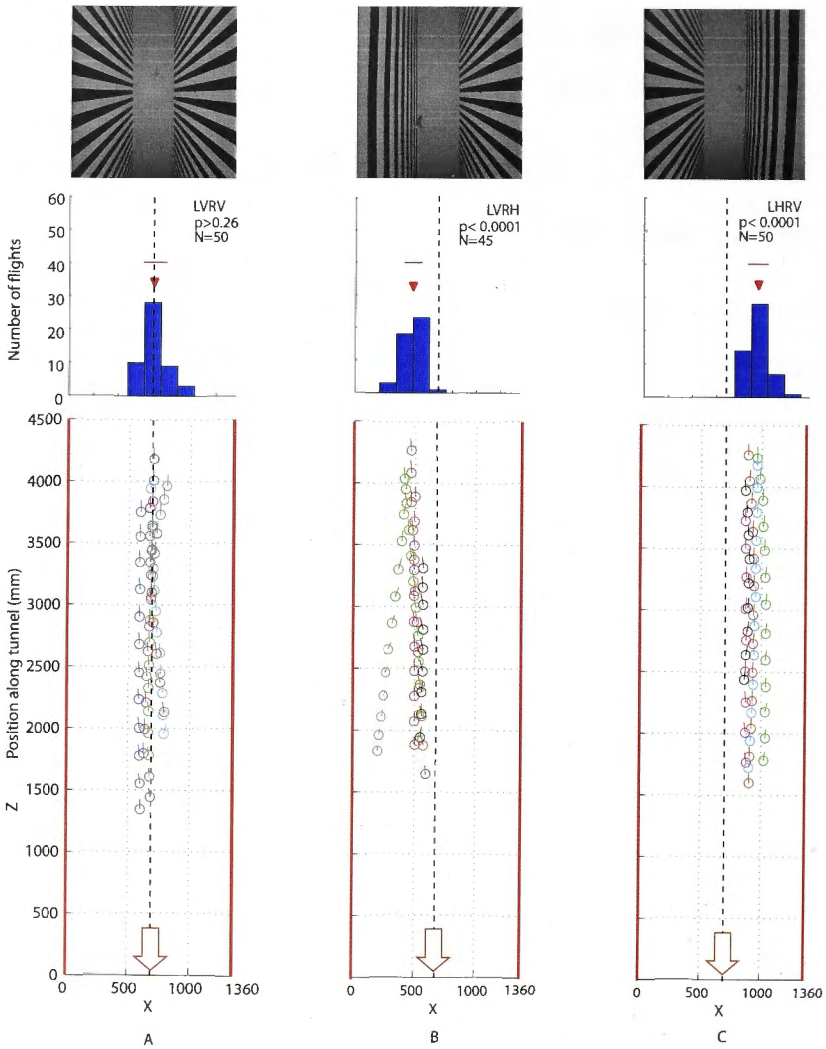 60
50
40
30
20
10
0
Number of flights
LVRV
p>0.26
N=50
LVRH
p< 0.0001
N=45
LHRV
p< 0.0001
N=50
4500
4000
3500
3000
2500
2000
1500
1000
500
0
Z Position along tunnel (mm)
0 500 1000 1360
X
A
0 500 1000 1360
X
B
0 500 1000 1360
X
C